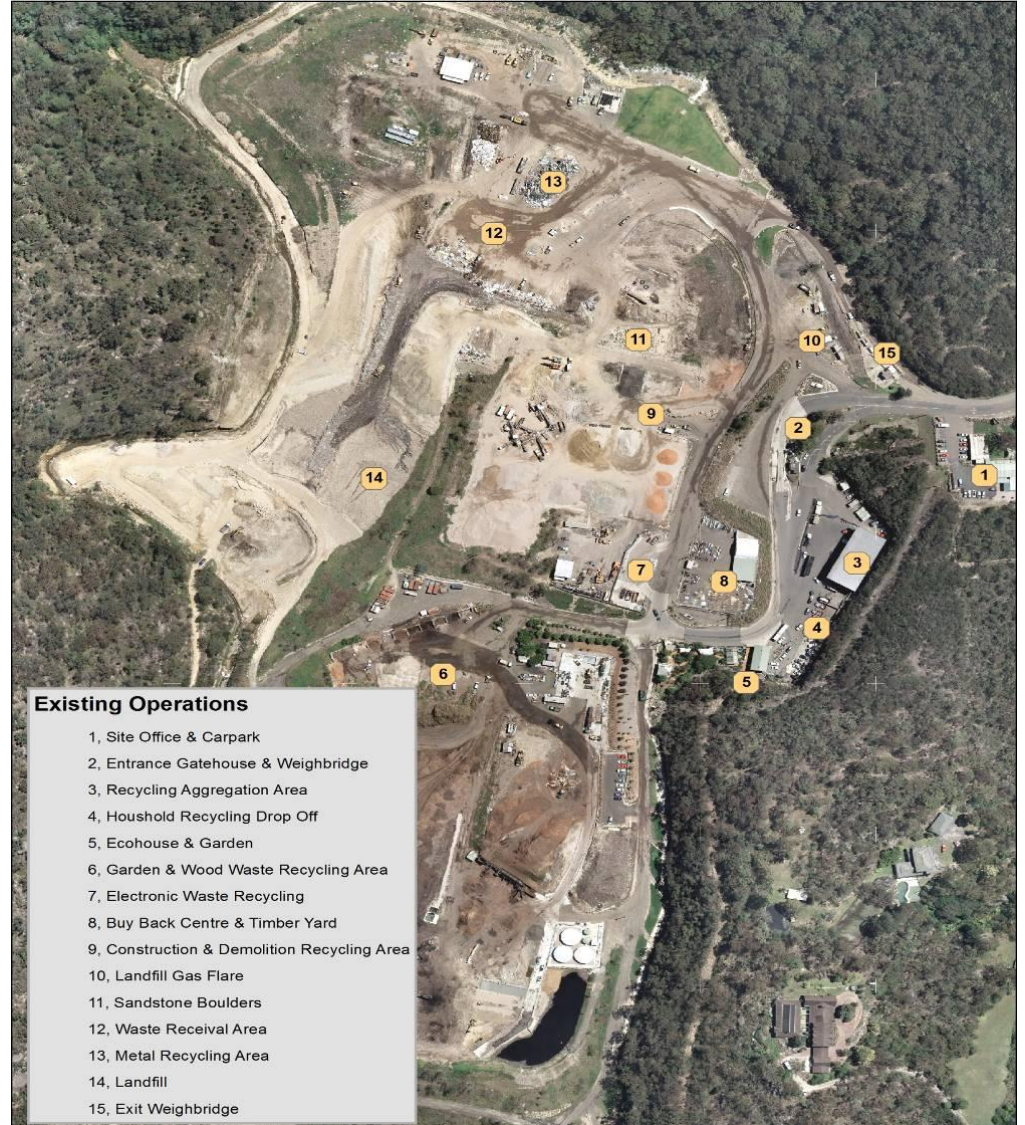 13
12
11
10
15
9
2
14
1
7
8
3
4
6
5
Existing Operations
1, Site Office & Carpark
2, Entrance Gatehouse & Weighbridge
3, Recycling Aggregation Area
4, Houshold Recycling Drop Off
5, Ecohouse & Garden
6, Garden & Wood Waste Recycling Area
7, Electronic Waste Recycling
8, Buy Back Centre & Timber Yard
9, Construction & Demolition Recycling Area
10, Landfill Gas Flare
11, Sandstone Boulders
12, Waste Receival Area
13, Metal Recycling Area
14, Landfill
15, Exit Weighbridge